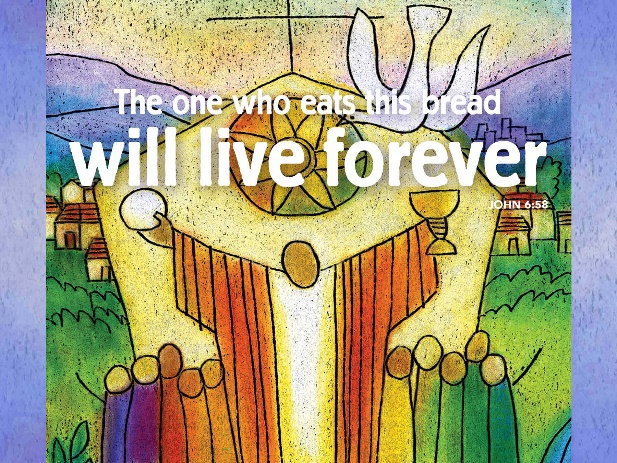 The one who eats this bread
will live forever
JOHN 6:58